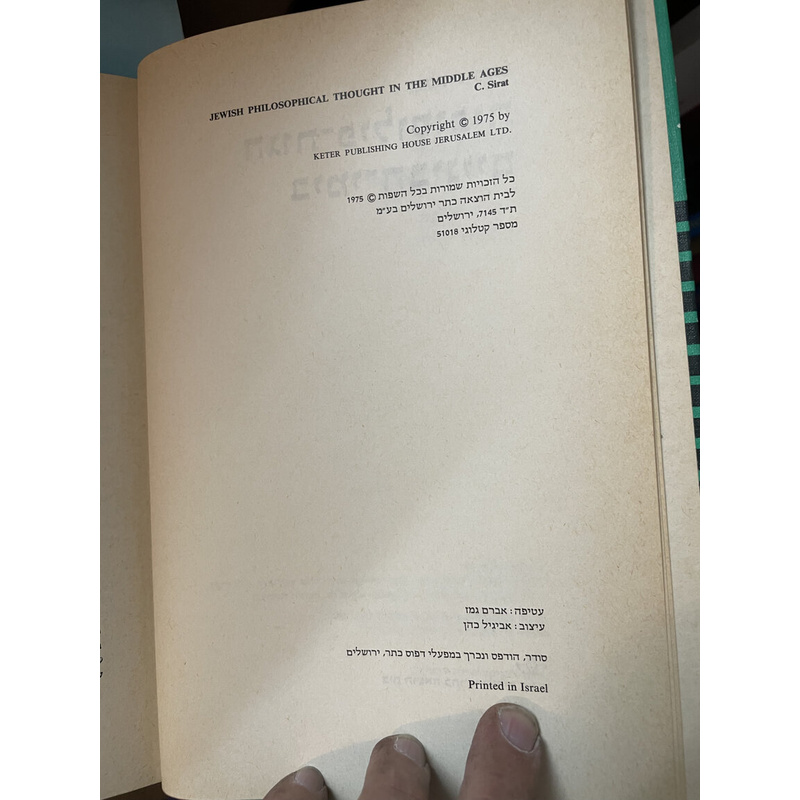 JEWISH PHILOSOPHICAL THOUGHT IN THE MIDDLE AGES
C. Sirat
Copyright © 1975 by
KETER PUBLISHING HOUSE JERUSALEM LTD.
כל הזכויות שמורות בכל השפות © 1975
לבית הוצאה כתר ירושלים בע״מ
ת״ד 7145, ירושלים
מספר קטלוגי 51018
עטיפה: אברם גמז
עיצוב: אביגיל כהן
סודר, הודפס ונכרך במפעלי דפוס כתר, ירושלים
Printed in Israel